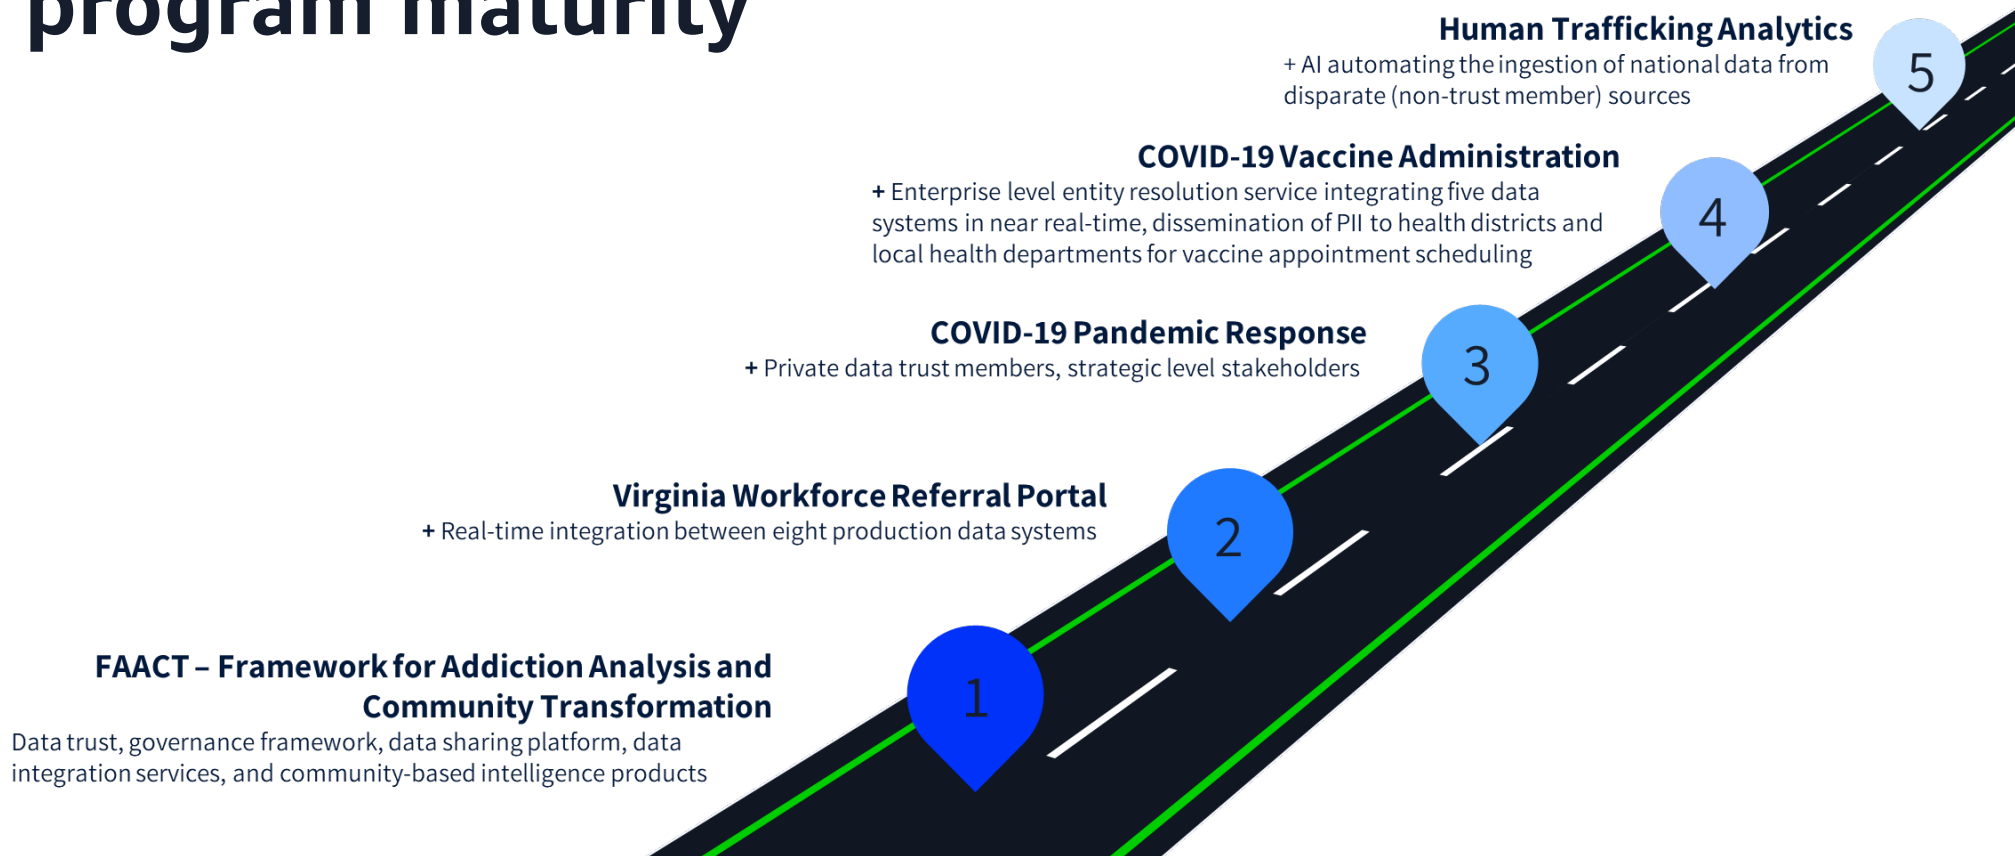 program maturity
Human Trafficking Analytics
+ AI automating the ingestion of national data from
disparate (non-trust member) sources
5
COVID-19 Vaccine Administration
+ Enterprise level entity resolution service integrating five data
systems in near real-time, dissemination of PII to health districts and
local health departments for vaccine appointment scheduling
4
COVID-19 Pandemic Response
+ Private data trust members, strategic level stakeholders
3
Virginia Workforce Referral Portal
+ Real-time integration between eight production data systems
2
FAACT – Framework for Addiction Analysis and
Community Transformation
Data trust, governance framework, data sharing platform, data
integration services, and community-based intelligence products
1